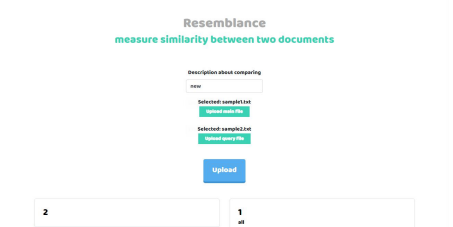 Resemblance
measure similarity between two documents
Description about comparing
new
Selected: sample1.txt
Upload main file
Selected: sample2.txt
Upload query file
Upload
2
1
all